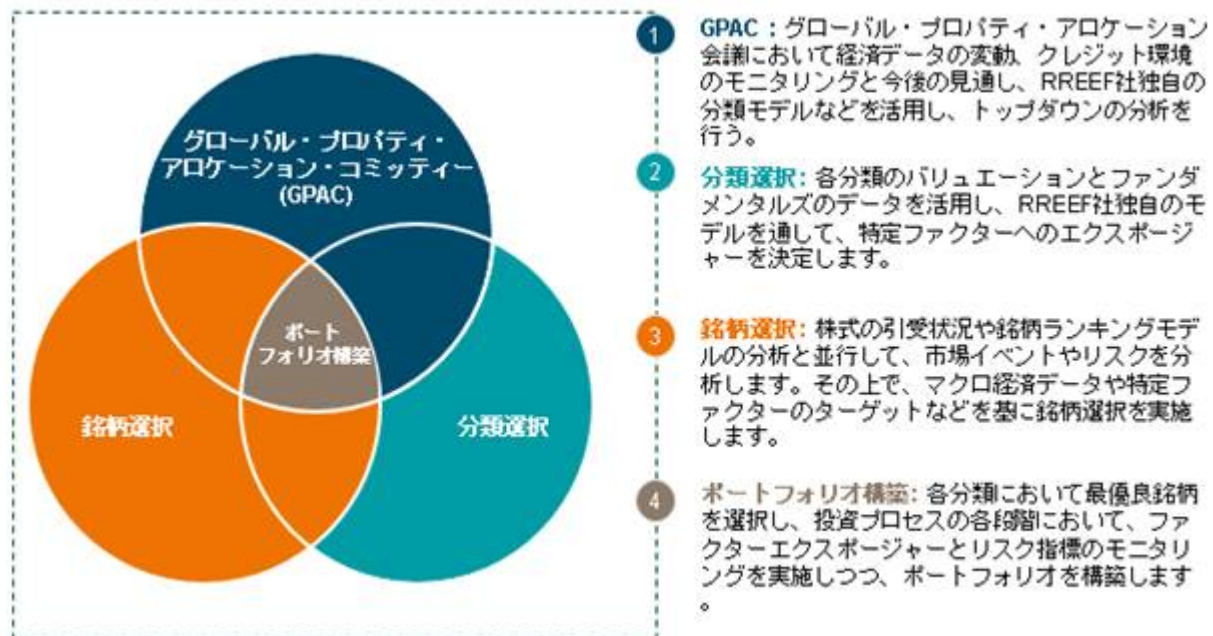 グローバル・プロパティ・
アロケーション・コミッティー
(GPAC)
ポート
フォリオ構築
銘柄選択
分類選択
1
GPAC：グローバル・プロパティ・アロケーション
会議において経済データの変動、クレジット環境
のモニタリングと今後の見通し、RREEF社独自の
分類モデルなどを活用し、トップダウンの分析を
行う。
2
分類選択: 各分類のバリュエーションとファンダ
メンタルズのデータを活用し、RREEF社独自のモ
デルを通して、特定ファクターへのエクスポージ
ャーを決定します。
3
銘柄選択: 株式の引受状況や銘柄ランキングモデ
ルの分析と並行して、市場イベントやリスクを分
析します。その上で、マクロ経済データや特定フ
ァクターのターゲットなどを基に銘柄選択を実施
します。
4
ポートフォリオ構築: 各分類において最優良銘柄
を選択し、投資プロセスの各段階において、ファ
クターエクスポージャーとリスク指標のモニタリ
ングを実施しつつ、ポートフォリオを構築します
。